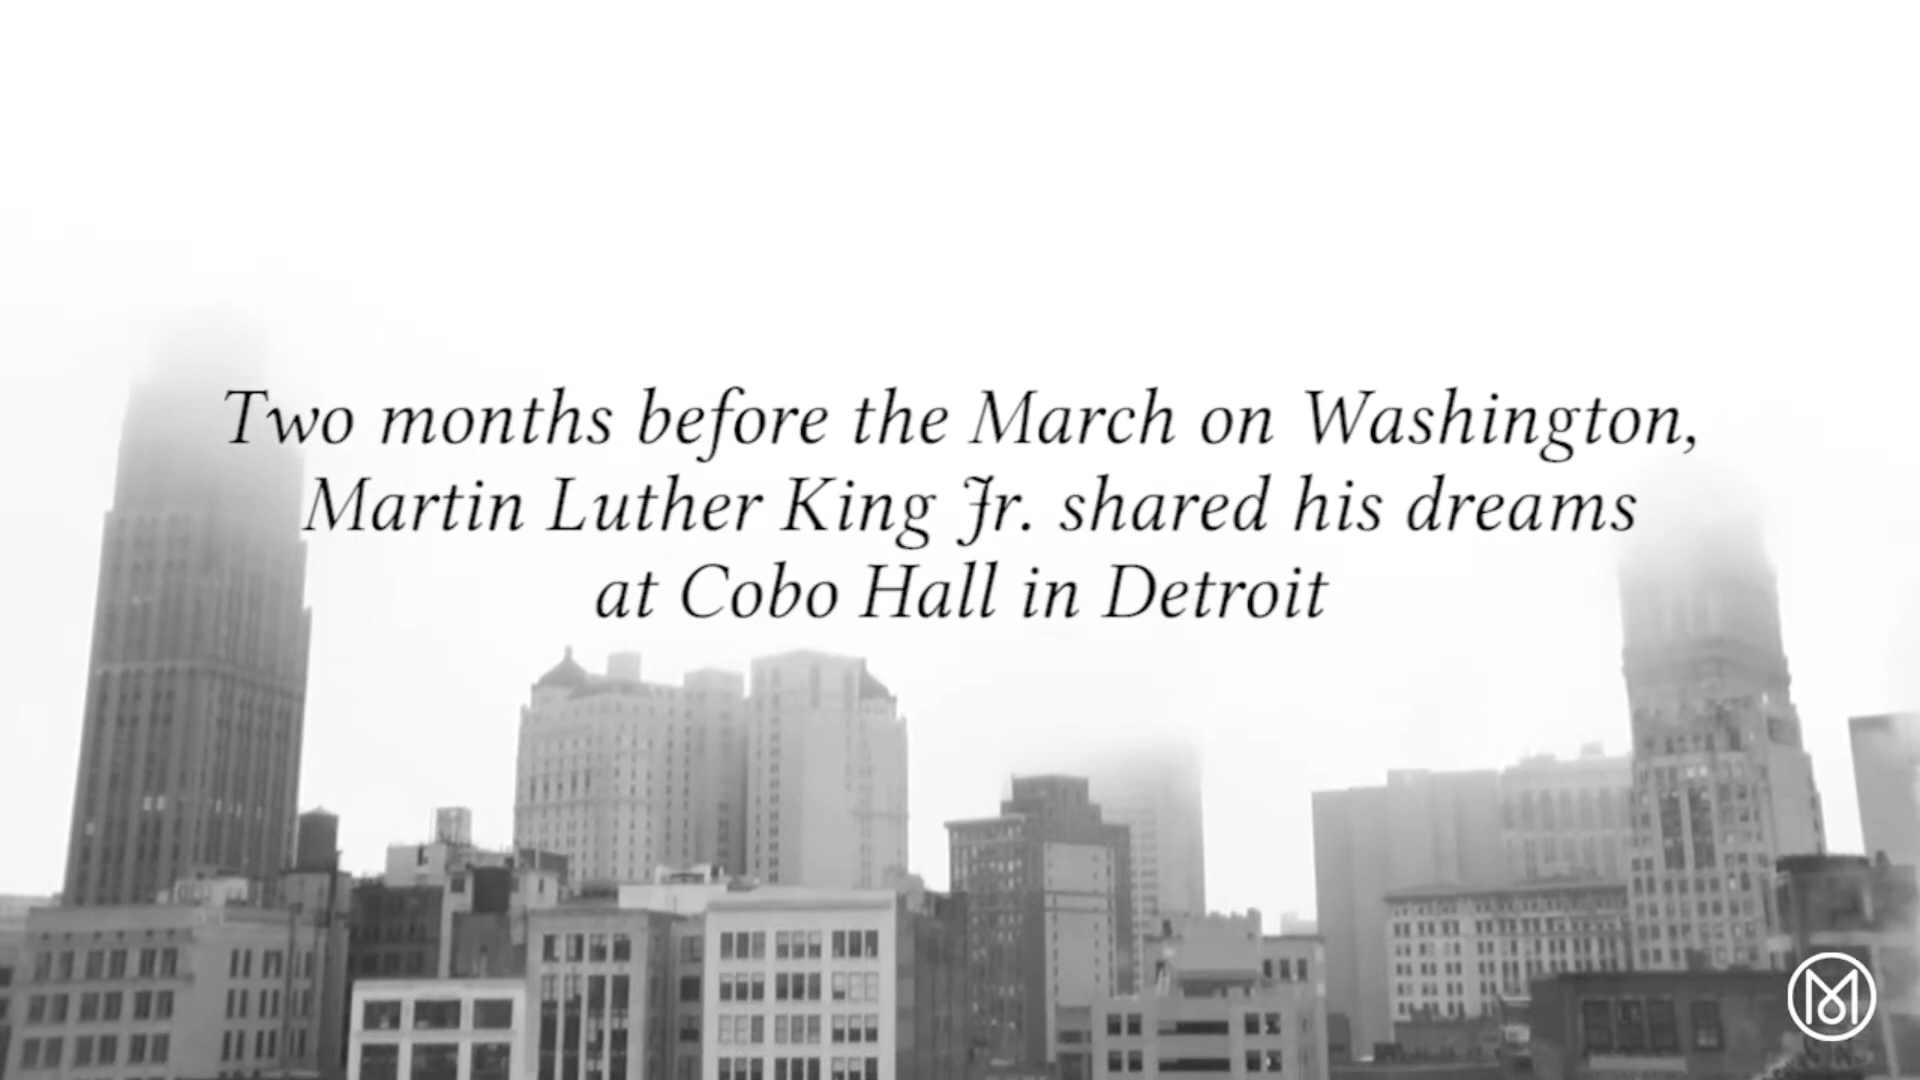 Two months before the March on Washington,
Martin Luther King Jr. shared his dreams
at Cobo Hall in Detroit